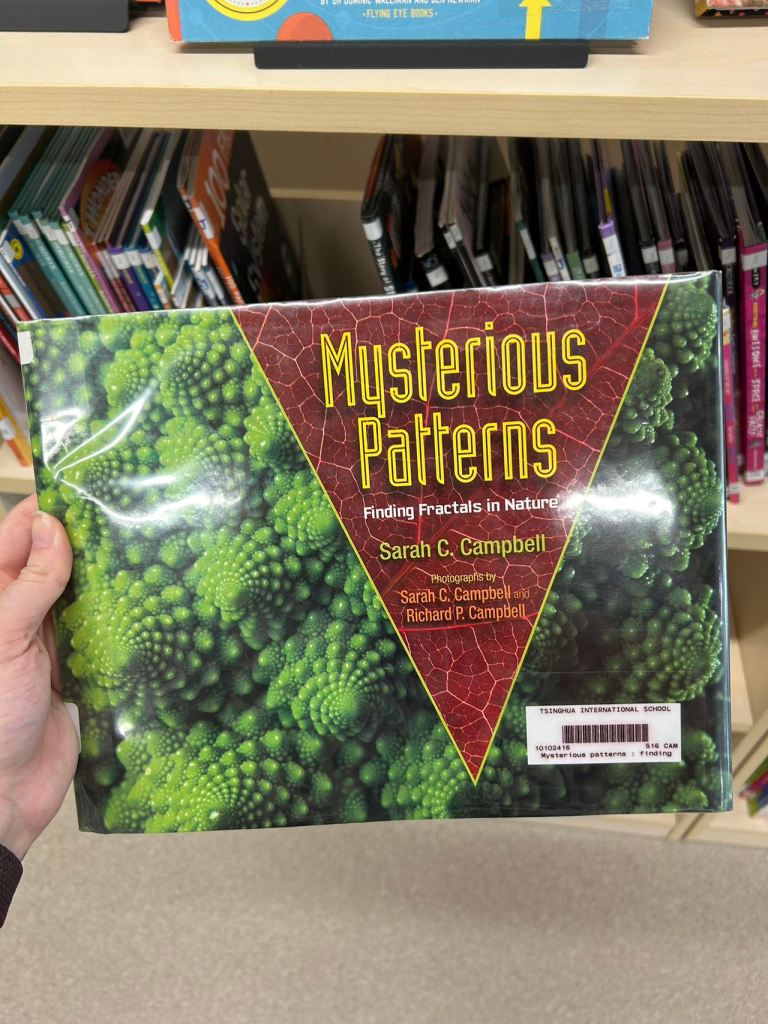 BY DR DOMINIC WALLIMAN AND BEN NEWMAN
·FLYING EYE BOOKS·
Mysterious
Patterns
Finding Fractals in Nature
Sarah C. Campbell
Photographs by
Sarah C. Campbell and
Richard P. Campbell
TSINGHUA INTERNATIONAL SCHOOL
10102416 516 CAM
Mysterious patterns : finding